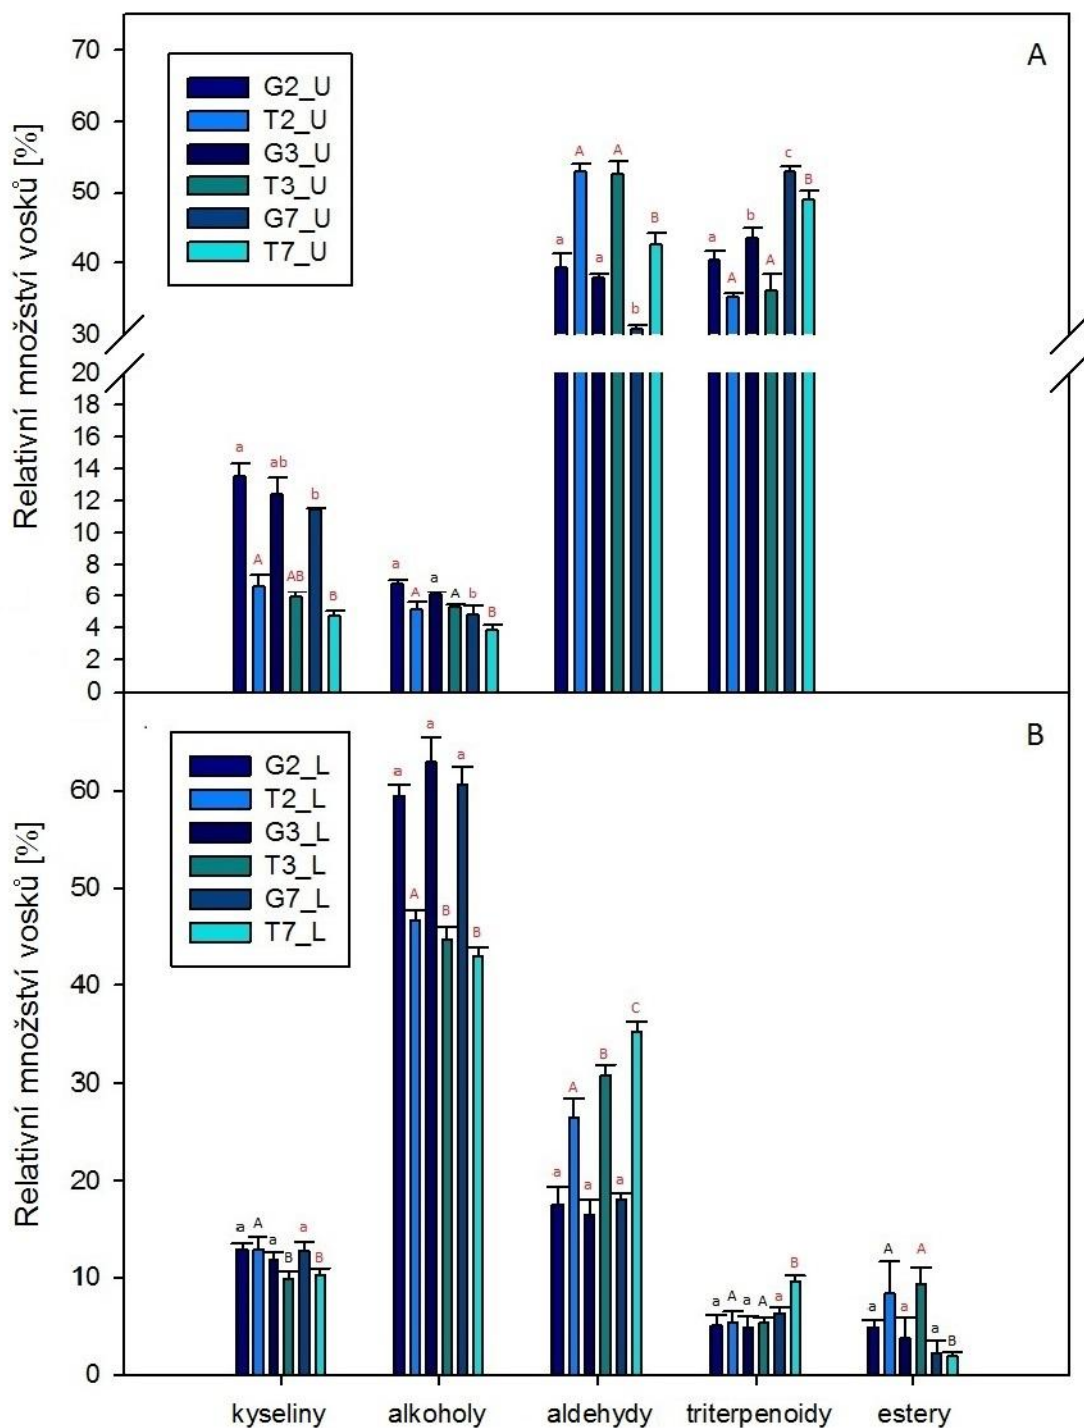 A
70
60
50
40
30
20
18
16
14
12
10
8
6
4
2
0
Relativní množství vosků [%]
G2_U
T2_U
G3_U
T3_U
G7_U
T7_U
a A ab AB b B
a A a A b B
a A a A b B
a A b A c B
B
60
50
40
30
20
10
0
Relativní množství vosků [%]
G2_L
T2_L
G3_L
T3_L
G7_L
T7_L
a A a B a B
a A a B a B
a A a B a C
a A a A a B
a A a A a B
kyseliny alkoholy aldehydy triterpenoidy estery